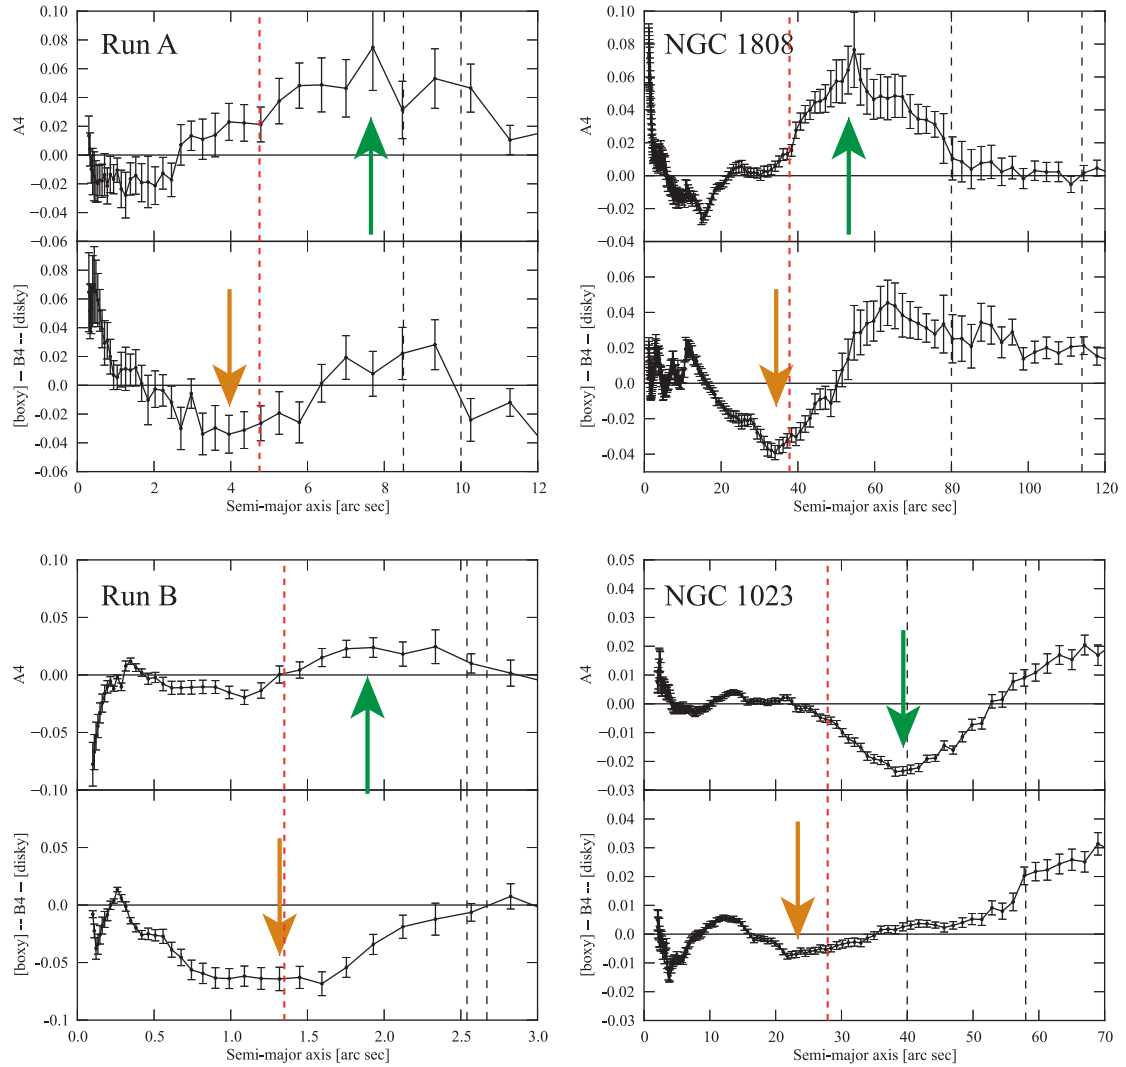 Run A
A4
0.10
0.08
0.06
0.04
0.02
0.00
−0.02
−0.04
−0.06
[boxy] – B4 -- [disky]
0.08
0.06
0.04
0.02
0.00
-0.02
-0.04
-0.06
0 2 4 6 8 10 12
Semi-major axis [arc sec]
NGC 1808
A4
0.10
0.08
0.06
0.04
0.02
0.00
−0.02
−0.04
[boxy] – B4 -- [disky]
0.06
0.04
0.02
0.00
-0.02
-0.04
0 20 40 60 80 100 120
Semi-major axis [arc sec]
Run B
A4
0.10
0.05
0.00
−0.05
−0.10
[boxy] -- B4 – [disky]
0.05
0.00
-0.05
-0.1
0.0 0.5 1.0 1.5 2.0 2.5 3.0
Semi-major axis [arc sec]
NGC 1023
A4
0.05
0.04
0.03
0.02
0.01
0.00
−0.01
−0.02
−0.03
[boxy] – B4 -- [disky]
0.04
0.03
0.02
0.01
0.00
-0.01
-0.02
-0.03
0 10 20 30 40 50 60 70
Semi-major axis [arc sec]